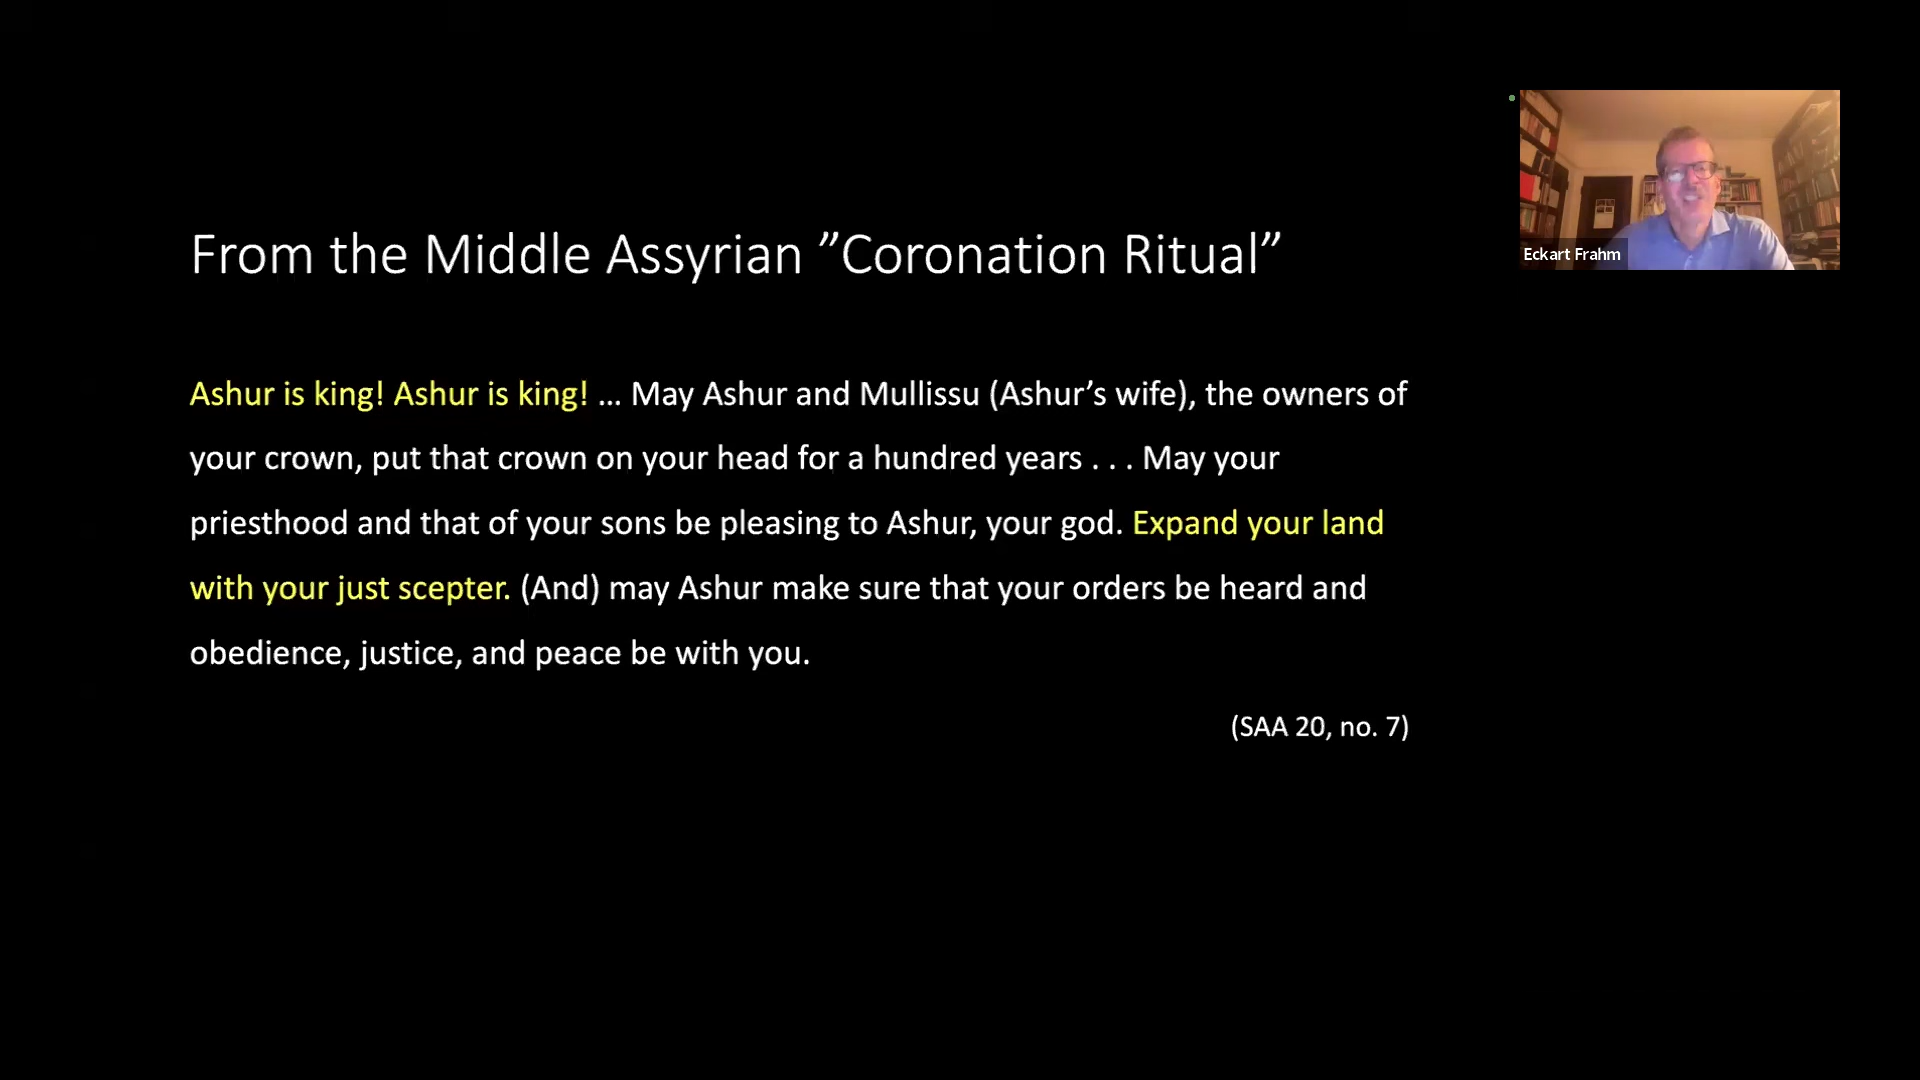 From the Middle Assyrian ”Coronation Ritual”
Eckart Frahm
Ashur is king! Ashur is king! ... May Ashur and Mullissu (Ashur’s wife), the owners of
your crown, put that crown on your head for a hundred years . . . May your
priesthood and that of your sons be pleasing to Ashur, your god. Expand your land
with your just scepter. (And) may Ashur make sure that your orders be heard and
obedience, justice, and peace be with you.
(SAA 20, no. 7)